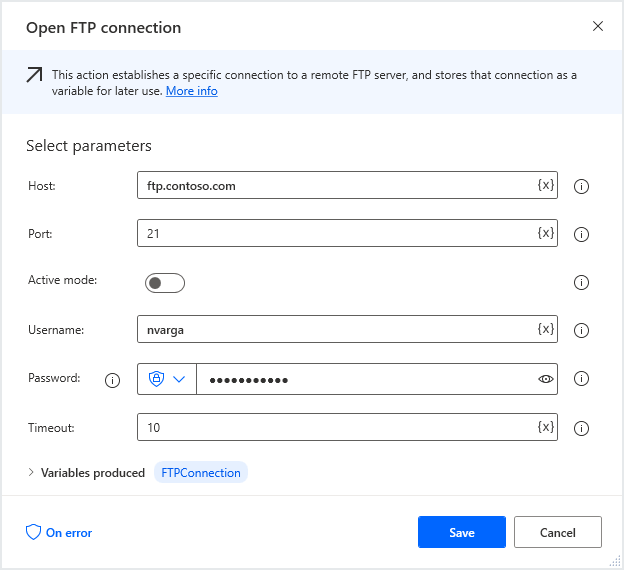 Open FTP connection
This action establishes a specific connection to a remote FTP server, and stores that connection as a
variable for later use. More info
Select parameters
Host: ftp.contoso.com {x}
Port: 21 {x}
Active mode:
Username: nvarga {x}
Password: •••••••••••
Timeout: 10 {x}
Variables produced FTPConnection
On error Save Cancel